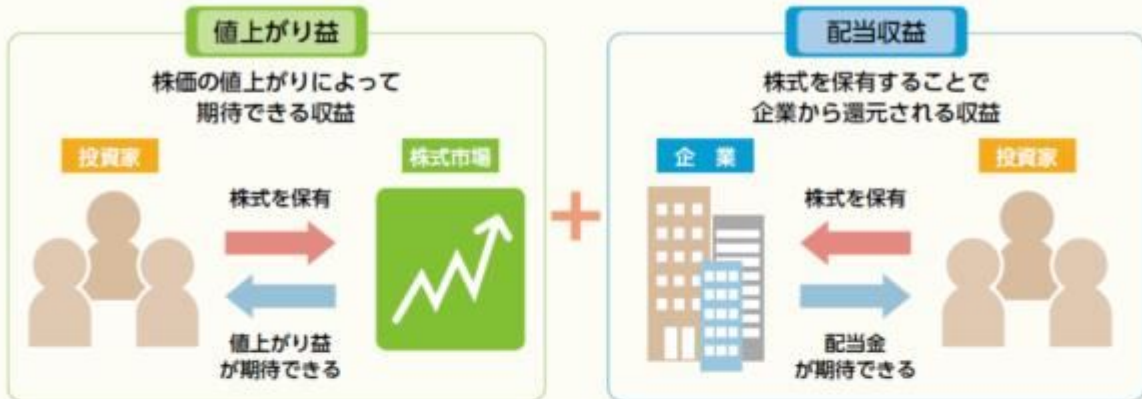 値上がり益
株価の値上がりによって
期待できる収益
投資家
株式市場
株式を保有
値上がり益
が期待できる
+
配当収益
株式を保有することで
企業から還元される収益
企　業
投資家
株式を保有
配当金
が期待できる